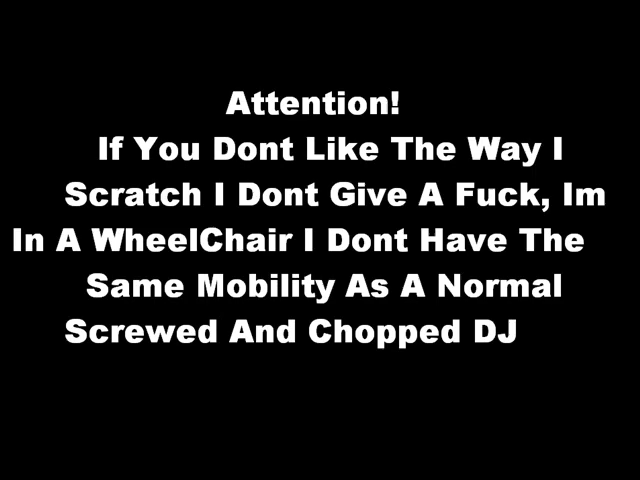 Attention!
If You Dont Like The Way I
Scratch I Dont Give A Fuck, Im
In A WheelChair I Dont Have The
Same Mobility As A Normal
Screwed And Chopped DJ